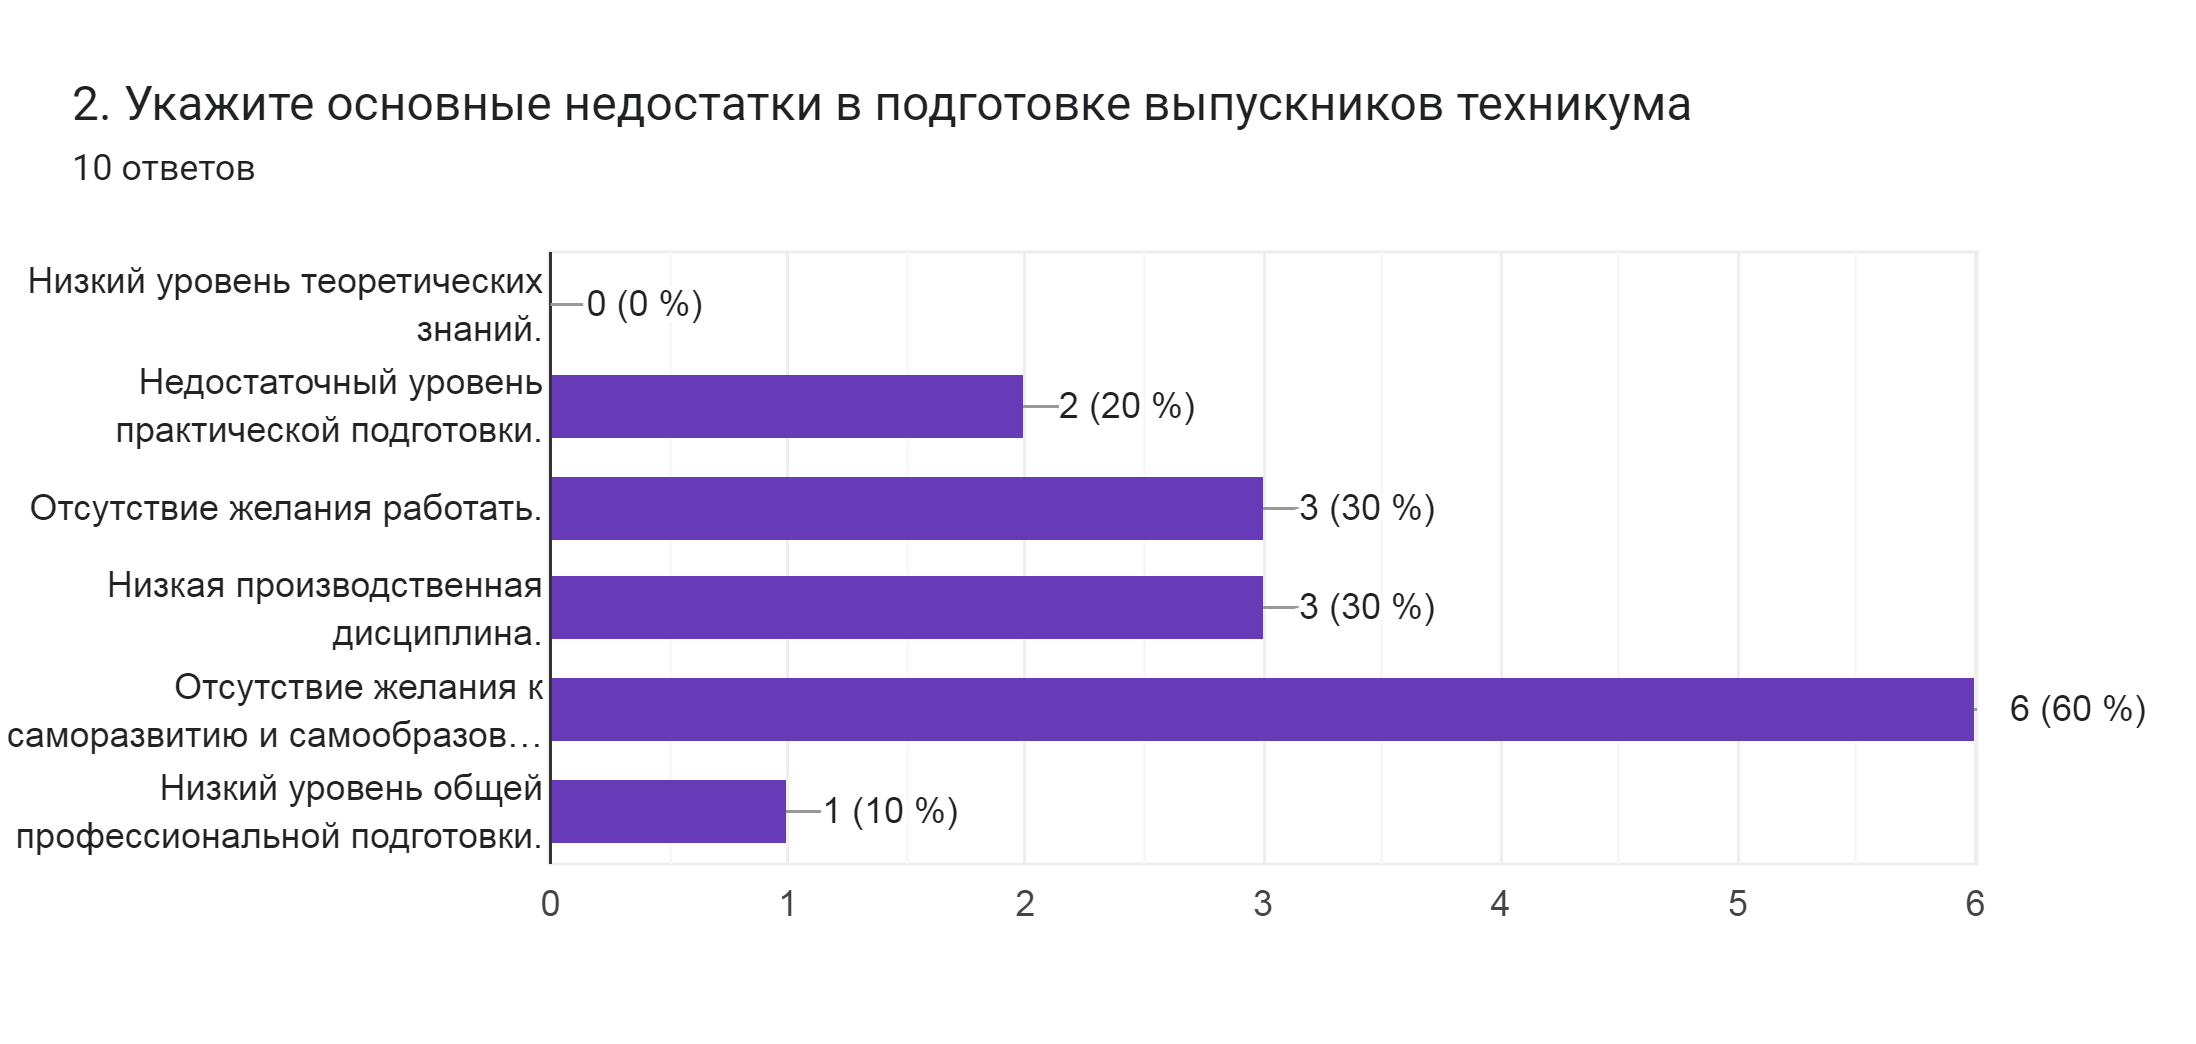 2. Укажите основные недостатки в подготовке выпускников техникума
10 ответов
Низкий уровень теоретических
знаний.
0 (0 %)
Недостаточный уровень
практической подготовки.
2 (20 %)
Отсутствие желания работать.
3 (30 %)
Низкая производственная
дисциплина.
3 (30 %)
Отсутствие желания к
саморазвитию и самообразов…
6 (60 %)
Низкий уровень общей
профессиональной подготовки.
1 (10 %)
0 1 2 3 4 5 6